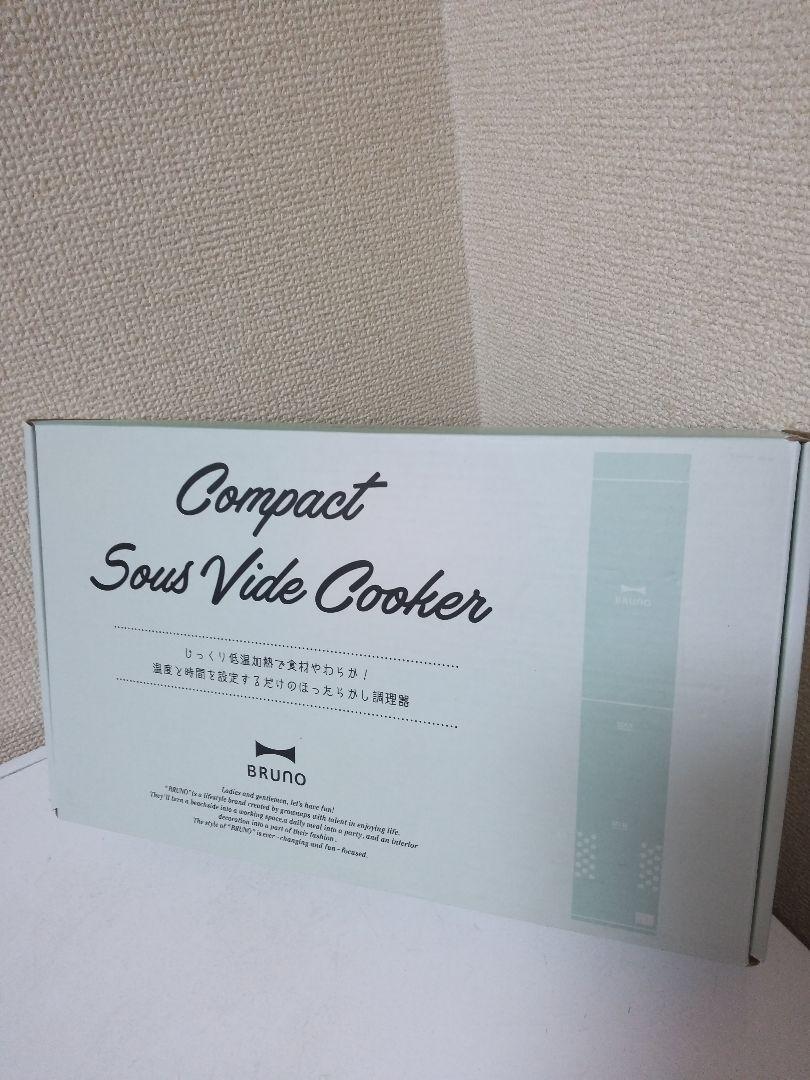 Compact
Sous Vide Cooker
じっくり低温加熱で食材やわらか！
温度と時間を設定するだけのほったらかし調理器
BRUNO
Ladies and gentlemen, let's have fun!
"BRUNO" is a lifestyle brand created by grownups with talent in enjoying life.
They'll turn a beachside into a working space, a daily meal into a party, and an interior
decoration into a part of their fashion.
The style of "BRUNO" is ever-changing and fun-focused.
BRUNO